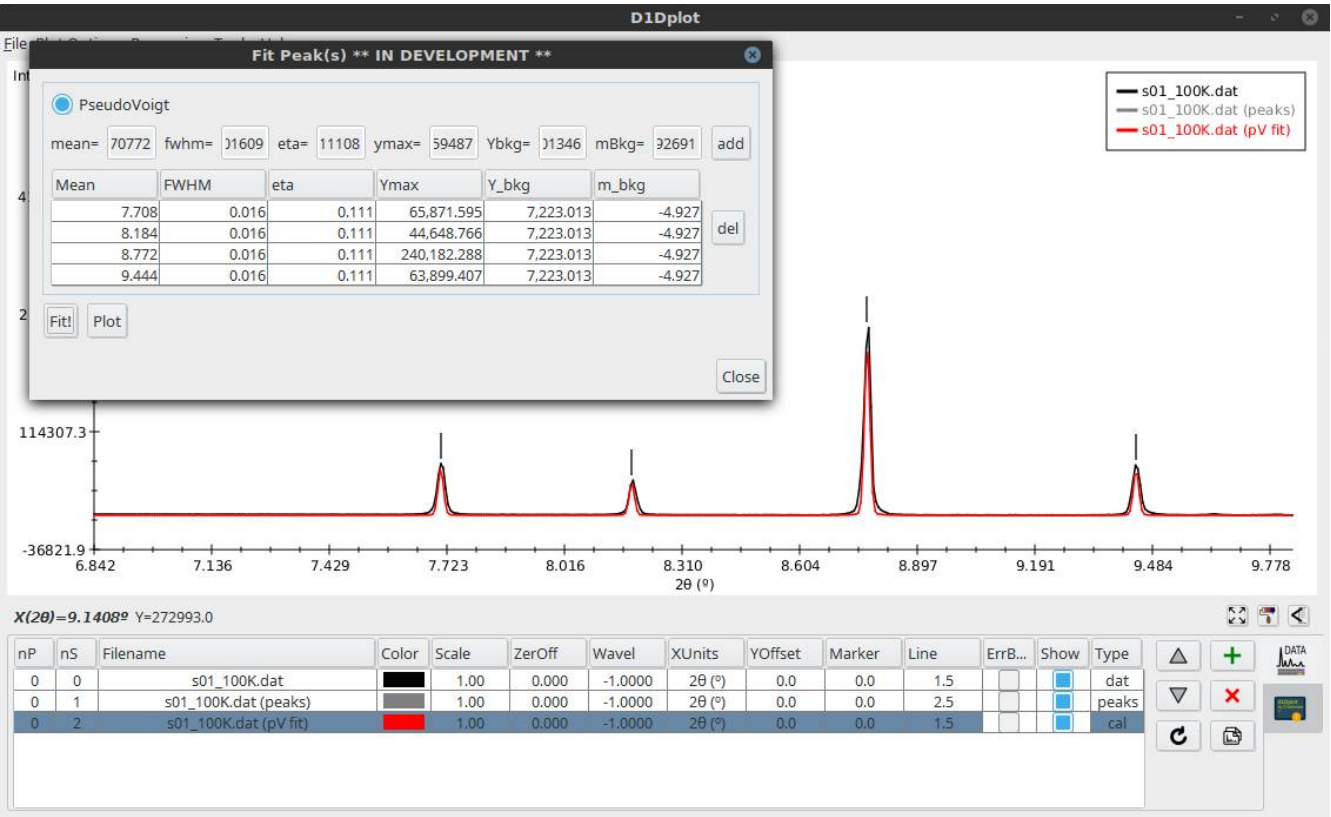 D1Dplot
File
Fit Peak(s) ** IN DEVELOPMENT **
Int
s01_100K.dat
s01_100K.dat (peaks)
s01_100K.dat (pV fit)
PseudoVoigt
mean= 70772 fwhm= 01609 eta= 11108 ymax= 59487 Ybkg= 01346 mBkg= 92691 add
Mean FWHM eta Ymax Y_bkg m_bkg
7.708 0.016 0.111 65,871.595 7,223.013 -4.927
8.184 0.016 0.111 44,648.766 7,223.013 -4.927
del
8.772 0.016 0.111 240,182.288 7,223.013 -4.927
9.444 0.016 0.111 63,899.407 7,223.013 -4.927
4
2
Fit! Plot
Close
114307.3
-36821.9
6.842 7.136 7.429 7.723 8.016 8.310 8.604 8.897 9.191 9.484 9.778
2θ (º)
X(2θ)=9.1408º Y=272993.0
nP nS Filename Color Scale ZerOff Wavel XUnits YOffset Marker Line ErrB... Show Type
0 0 s01_100K.dat 1.00 0.000 -1.0000 2θ (º) 0.0 0.0 1.5 dat
0 1 s01_100K.dat (peaks) 1.00 0.000 -1.0000 2θ (º) 0.0 0.0 2.5 peaks
0 2 s01_100K.dat (pV fit) 1.00 0.000 -1.0000 2θ (º) 0.0 0.0 1.5 cal
DATA